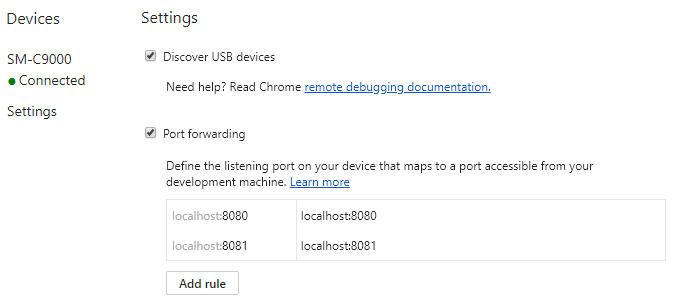 Devices
Settings
SM-C9000
Connected
Settings
Discover USB devices
Need help? Read Chrome remote debugging documentation.
Port forwarding
Define the listening port on your device that maps to a port accessible from your
development machine. Learn more
localhost:8080 localhost:8080
localhost:8081 localhost:8081
Add rule